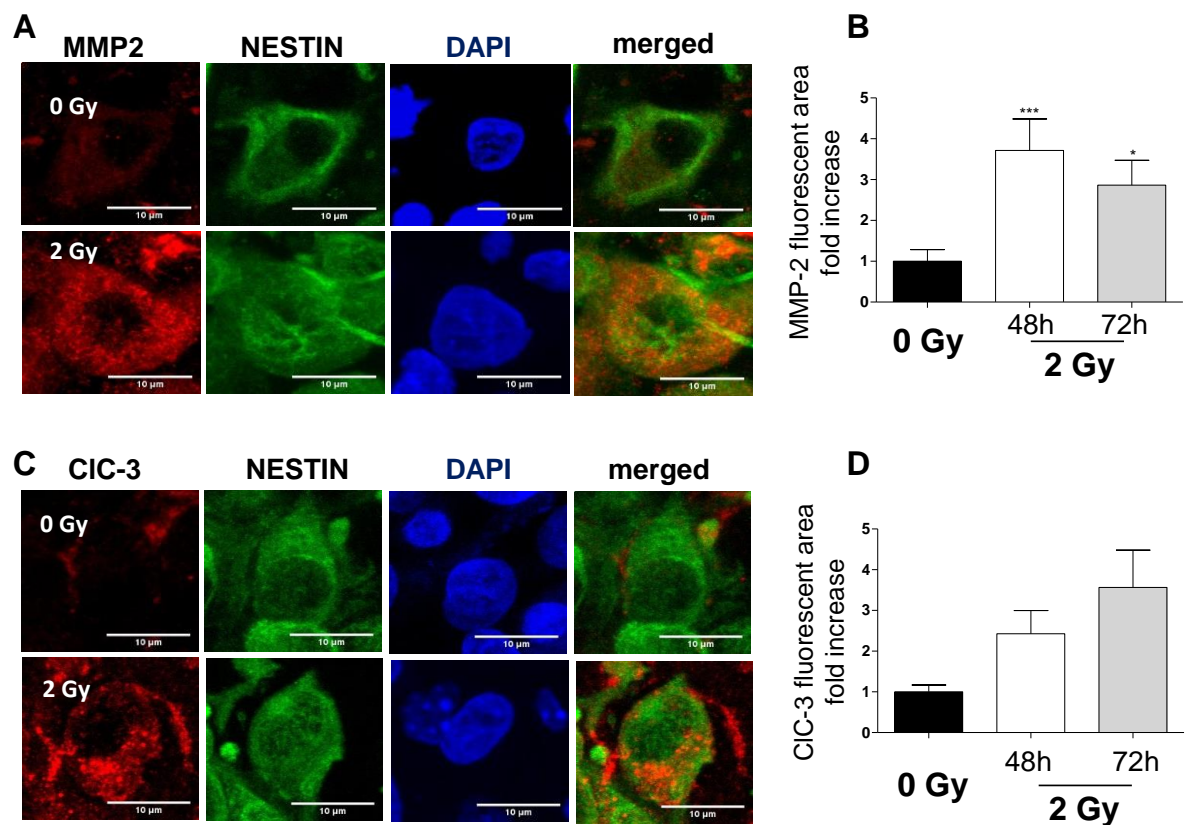 A
MMP2 NESTIN DAPI merged
0 Gy
10 µm 10 µm 10 µm 10 µm
2 Gy
10 µm 10 µm 10 µm 10 µm
B
MMP-2 fluorescent area
fold increase
5
4
3
2
1
0
***
*
48h 72h
0 Gy
2 Gy
C
ClC-3 NESTIN DAPI merged
0 Gy
10 µm 10 µm 10 µm 10 µm
2 Gy
10 µm 10 µm 10 µm 10 µm
D
ClC-3 fluorescent area
fold increase
5
4
3
2
1
0
48h 72h
0 Gy
2 Gy